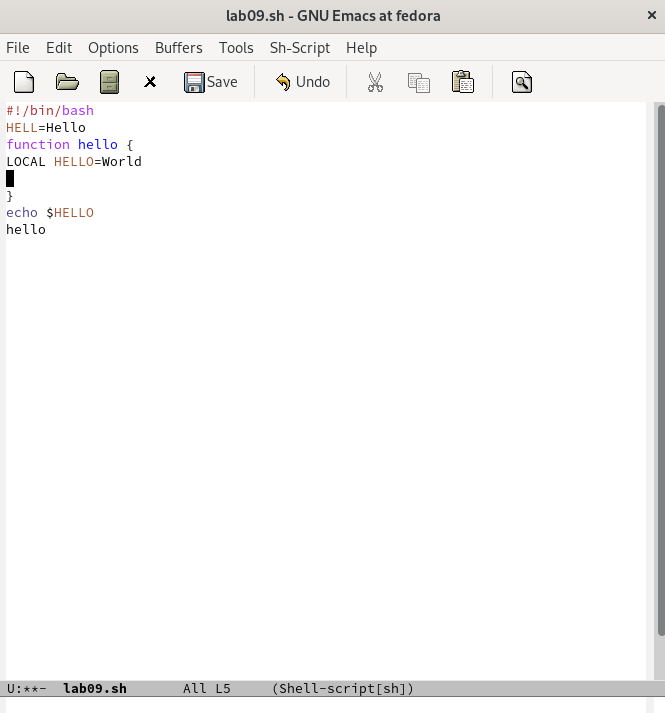 lab09.sh - GNU Emacs at fedora ×
File Edit Options Buffers Tools Sh-Script Help
Save Undo
#!/bin/bash
HELL=Hello
function hello {
LOCAL HELLO=World
}
echo $HELLO
hello
U:**- lab09.sh All L5 (Shell-script[sh])